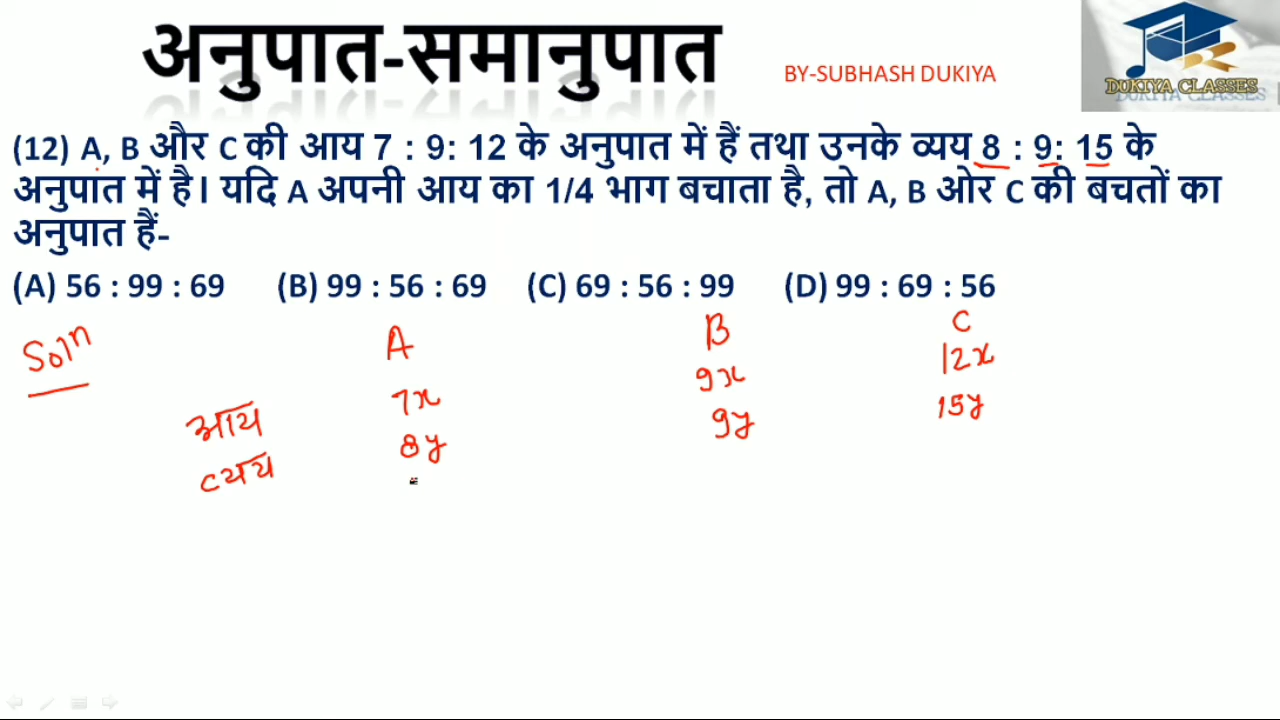 अनुपात-समानुपात
BY-SUBHASH DUKIYA
DUKIYA CLASSES
(12) A, B और C की आय 7 : 9: 12 के अनुपात में हैं तथा उनके व्यय 8 : 9: 15 के
अनुपात में है। यदि A अपनी आय का 1/4 भाग बचाता है, तो A, B ओर C की बचतों का
अनुपात हैं-
(A) 56 : 99 : 69 (B) 99 : 56 : 69 (C) 69 : 56 : 99 (D) 99 : 69 : 56
Soln A B C
आय 7x 9x 12x
व्यय 8y 9y 15y